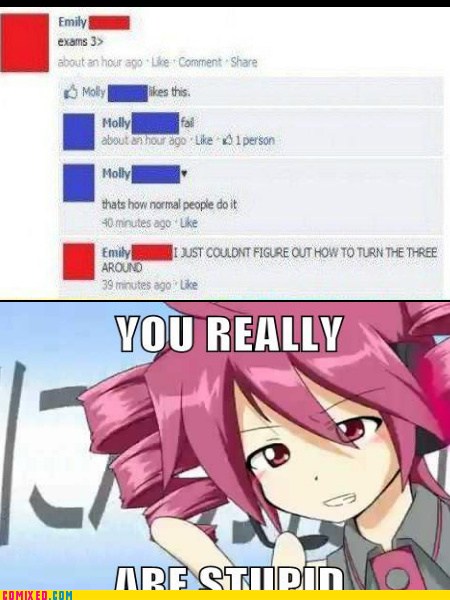 Emily
exams 3>
about an hour ago · Like · Comment · Share
Molly likes this.
Molly fail
about an hour ago · Like · 1 person
Molly ♥
thats how normal people do it
40 minutes ago · Like
Emily I JUST COULDNT FIGURE OUT HOW TO TURN THE THREE
AROUND
39 minutes ago · Like
YOU REALLY
ARE STUPID
COMIXED.COM